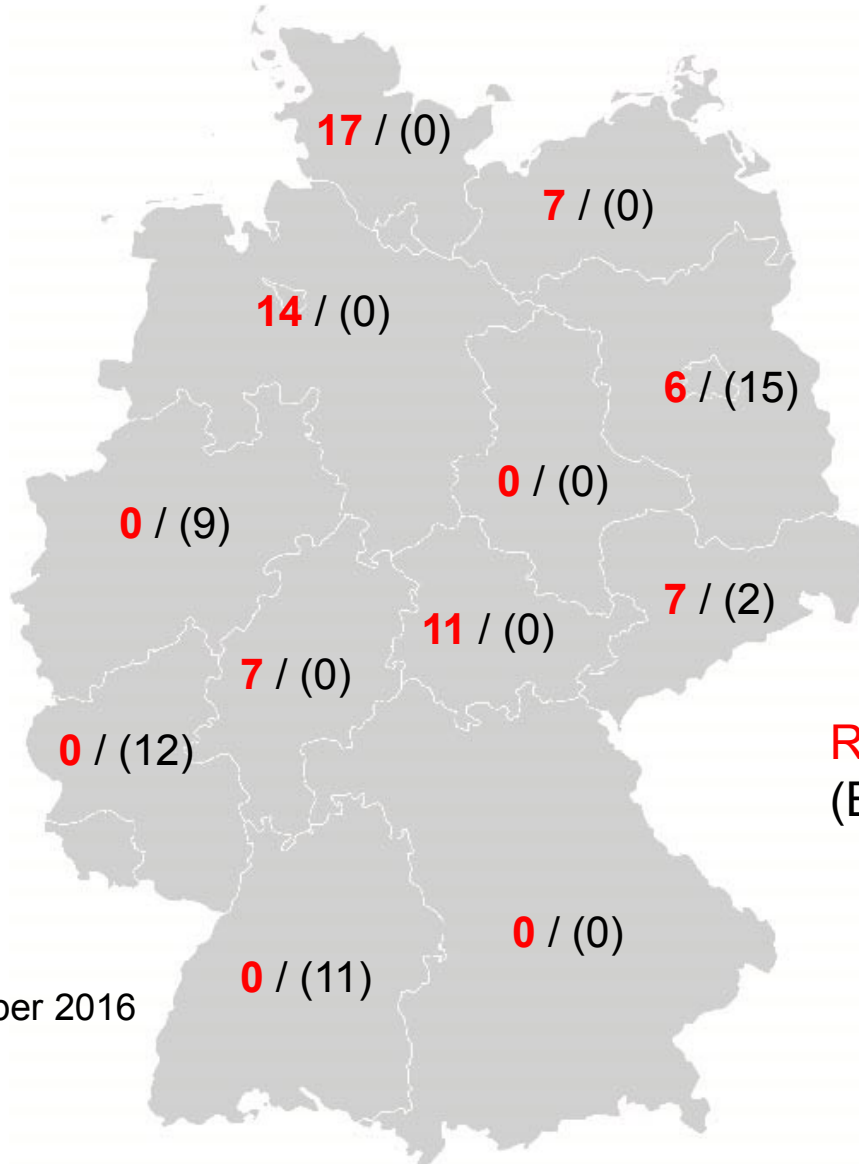 17 / (0)
7 / (0)
14 / (0)
6 / (15)
0 / (0)
0 / (9)
7 / (2)
11 / (0)
7 / (0)
0 / (12)
0 / (0)
0 / (11)
2016